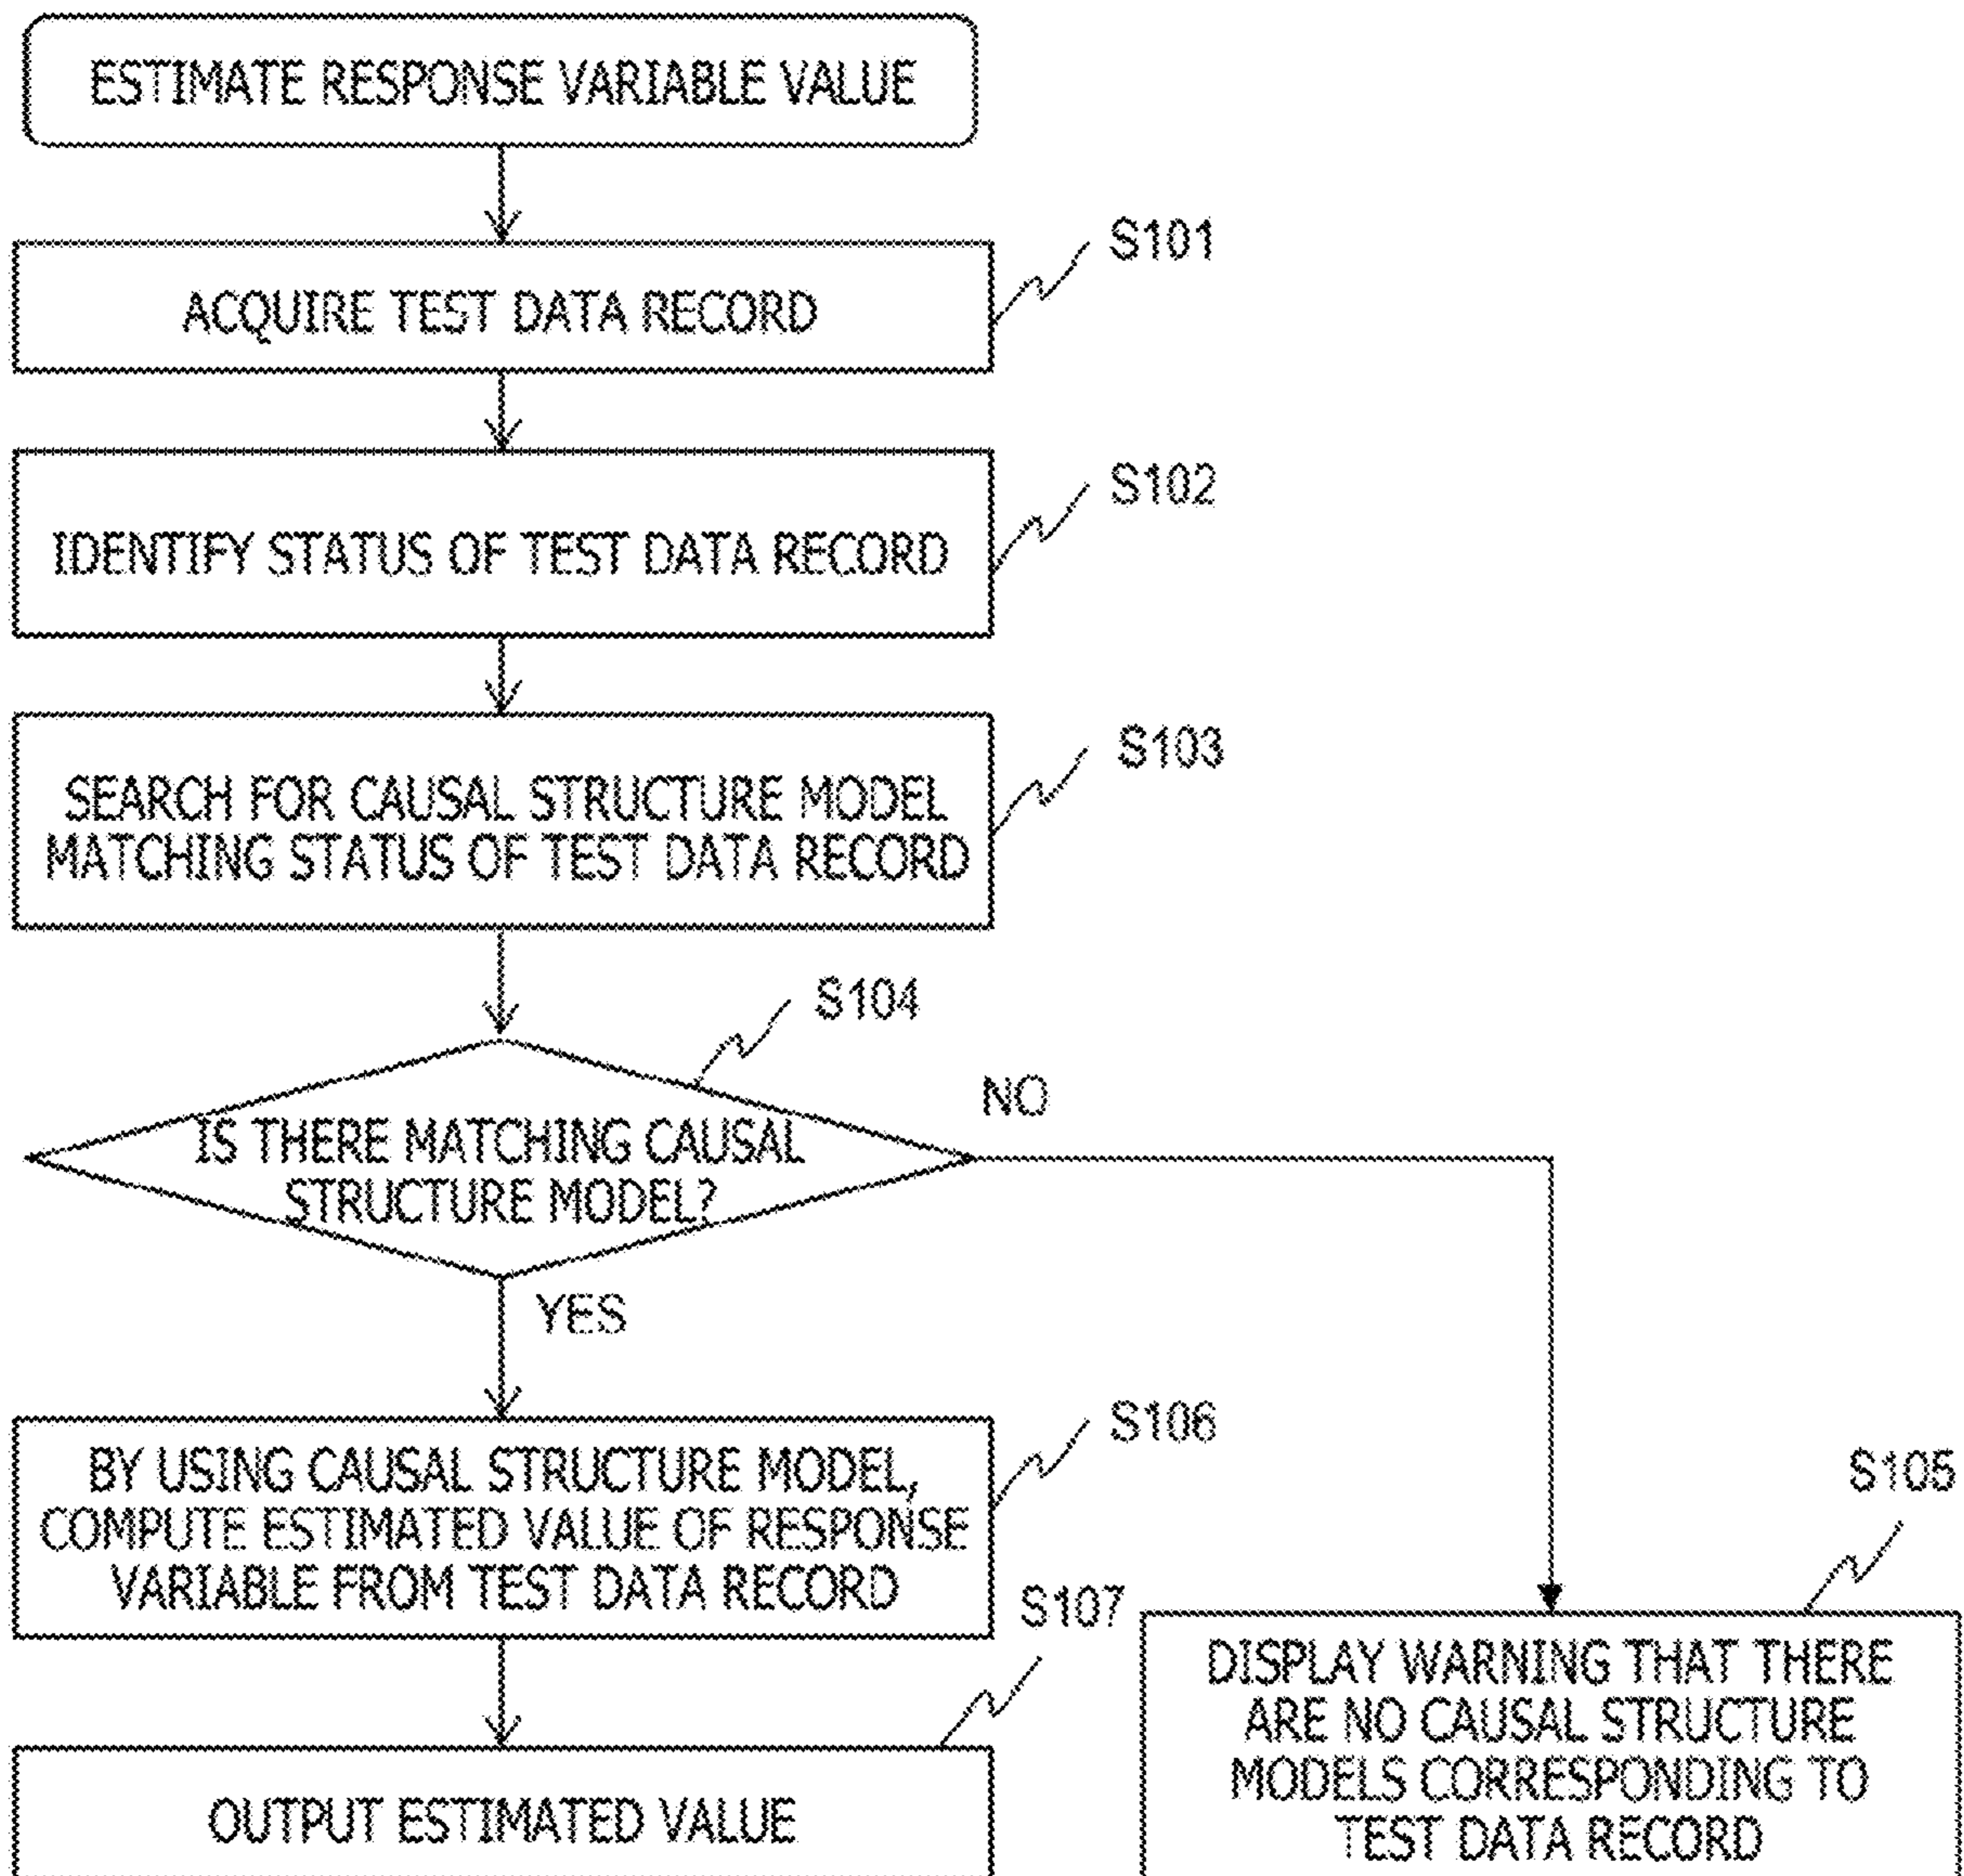 ESTIMATE RESPONSE VARIABLE VALUE
S101
ACQUIRE TEST DATA RECORD
S102
IDENTIFY STATUS OF TEST DATA RECORD
S103
SEARCH FOR CAUSAL STRUCTURE MODEL
MATCHING STATUS OF TEST DATA RECORD
S104
NO
IS THERE MATCHING CAUSAL
STRUCTURE MODEL?
YES
S106
BY USING CAUSAL STRUCTURE MODEL,
COMPUTE ESTIMATED VALUE OF RESPONSE
VARIABLE FROM TEST DATA RECORD
S107
OUTPUT ESTIMATED VALUE
S105
DISPLAY WARNING THAT THERE
ARE NO CAUSAL STRUCTURE
MODELS CORRESPONDING TO
TEST DATA RECORD